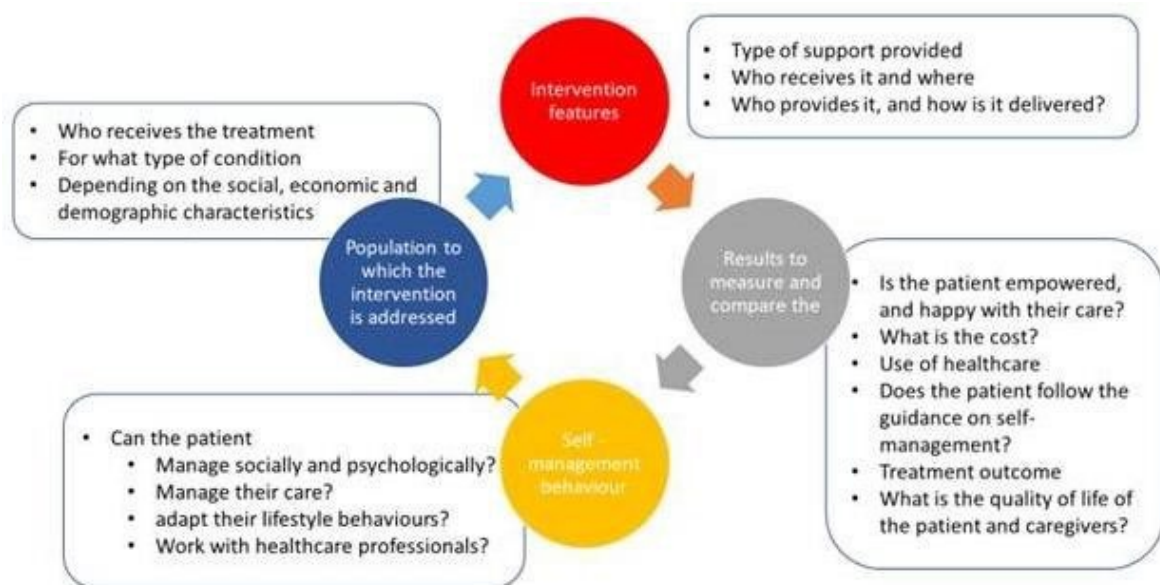 Intervention
features
• Type of support provided
• Who receives it and where
• Who provides it, and how is it delivered?
• Who receives the treatment
• For what type of condition
• Depending on the social, economic and
demographic characteristics
Population to
which the
intervention
is addressed
Results to
measure and
compare the
• Is the patient empowered,
and happy with their care?
• What is the cost?
• Use of healthcare
• Does the patient follow the
guidance on self-
management?
• Treatment outcome
• What is the quality of life of
the patient and caregivers?
• Can the patient
• Manage socially and psychologically?
• Manage their care?
• adapt their lifestyle behaviours?
• Work with healthcare professionals?
Self -
management
behaviour